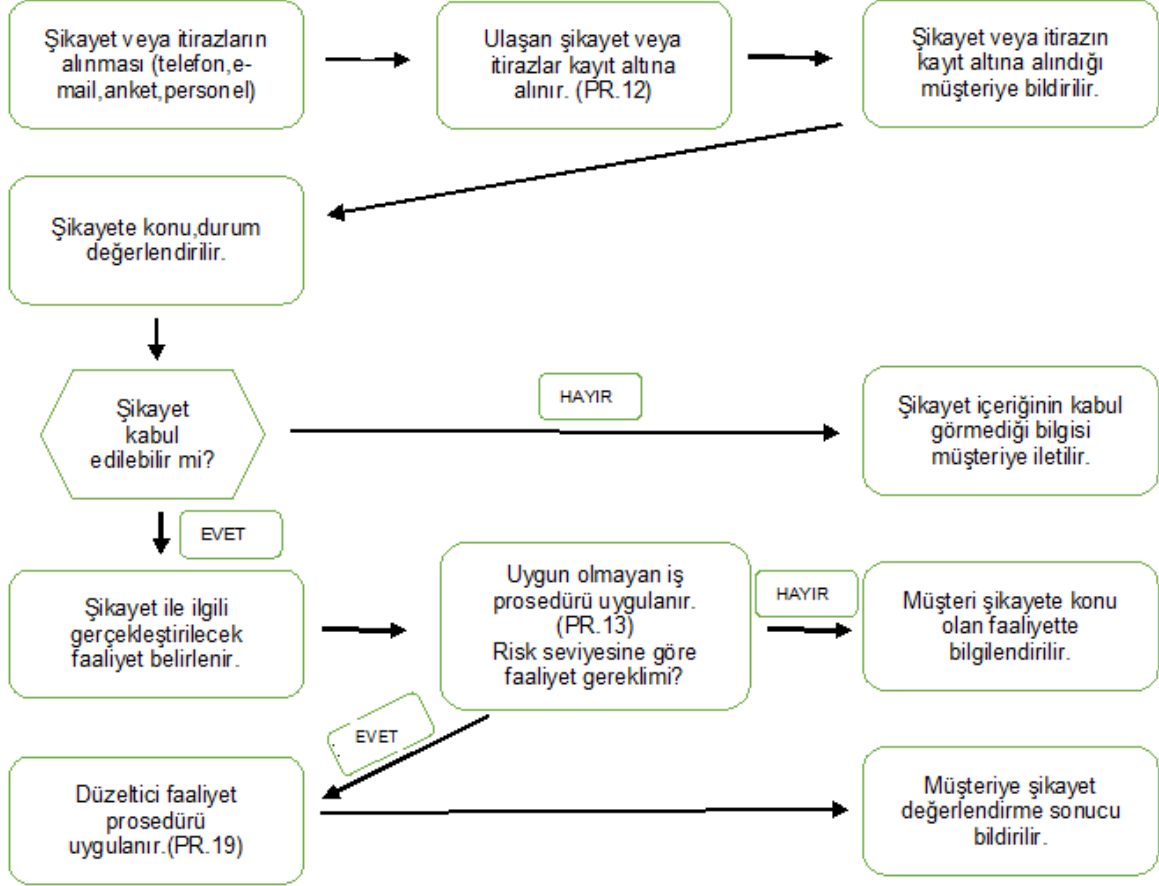 Şikayet veya itirazların
alınması (telefon,e-
mail,anket,personel)
Ulaşan şikayet veya
itirazlar kayıt altına
alınır. (PR.12)
Şikayet veya itirazın
kayıt altına alındığı
müşteriye bildirilir.
Şikayete konu,durum
değerlendirilir.
Şikayet
kabul
edilebilir mi?
HAYIR
Şikayet içeriğinin kabul
görmediği bilgisi
müşteriye iletilir.
EVET
Şikayet ile ilgili
gerçekleştirilecek
faaliyet belirlenir.
Uygun olmayan iş
prosedürü uygulanır.
(PR.13)
Risk seviyesine göre
faaliyet gereklimi?
HAYIR
Müşteri şikayete konu
olan faaliyette
bilgilendirilir.
EVET
Düzeltici faaliyet
prosedürü
uygulanır.(PR.19)
Müşteriye şikayet
değerlendirme sonucu
bildirilir.